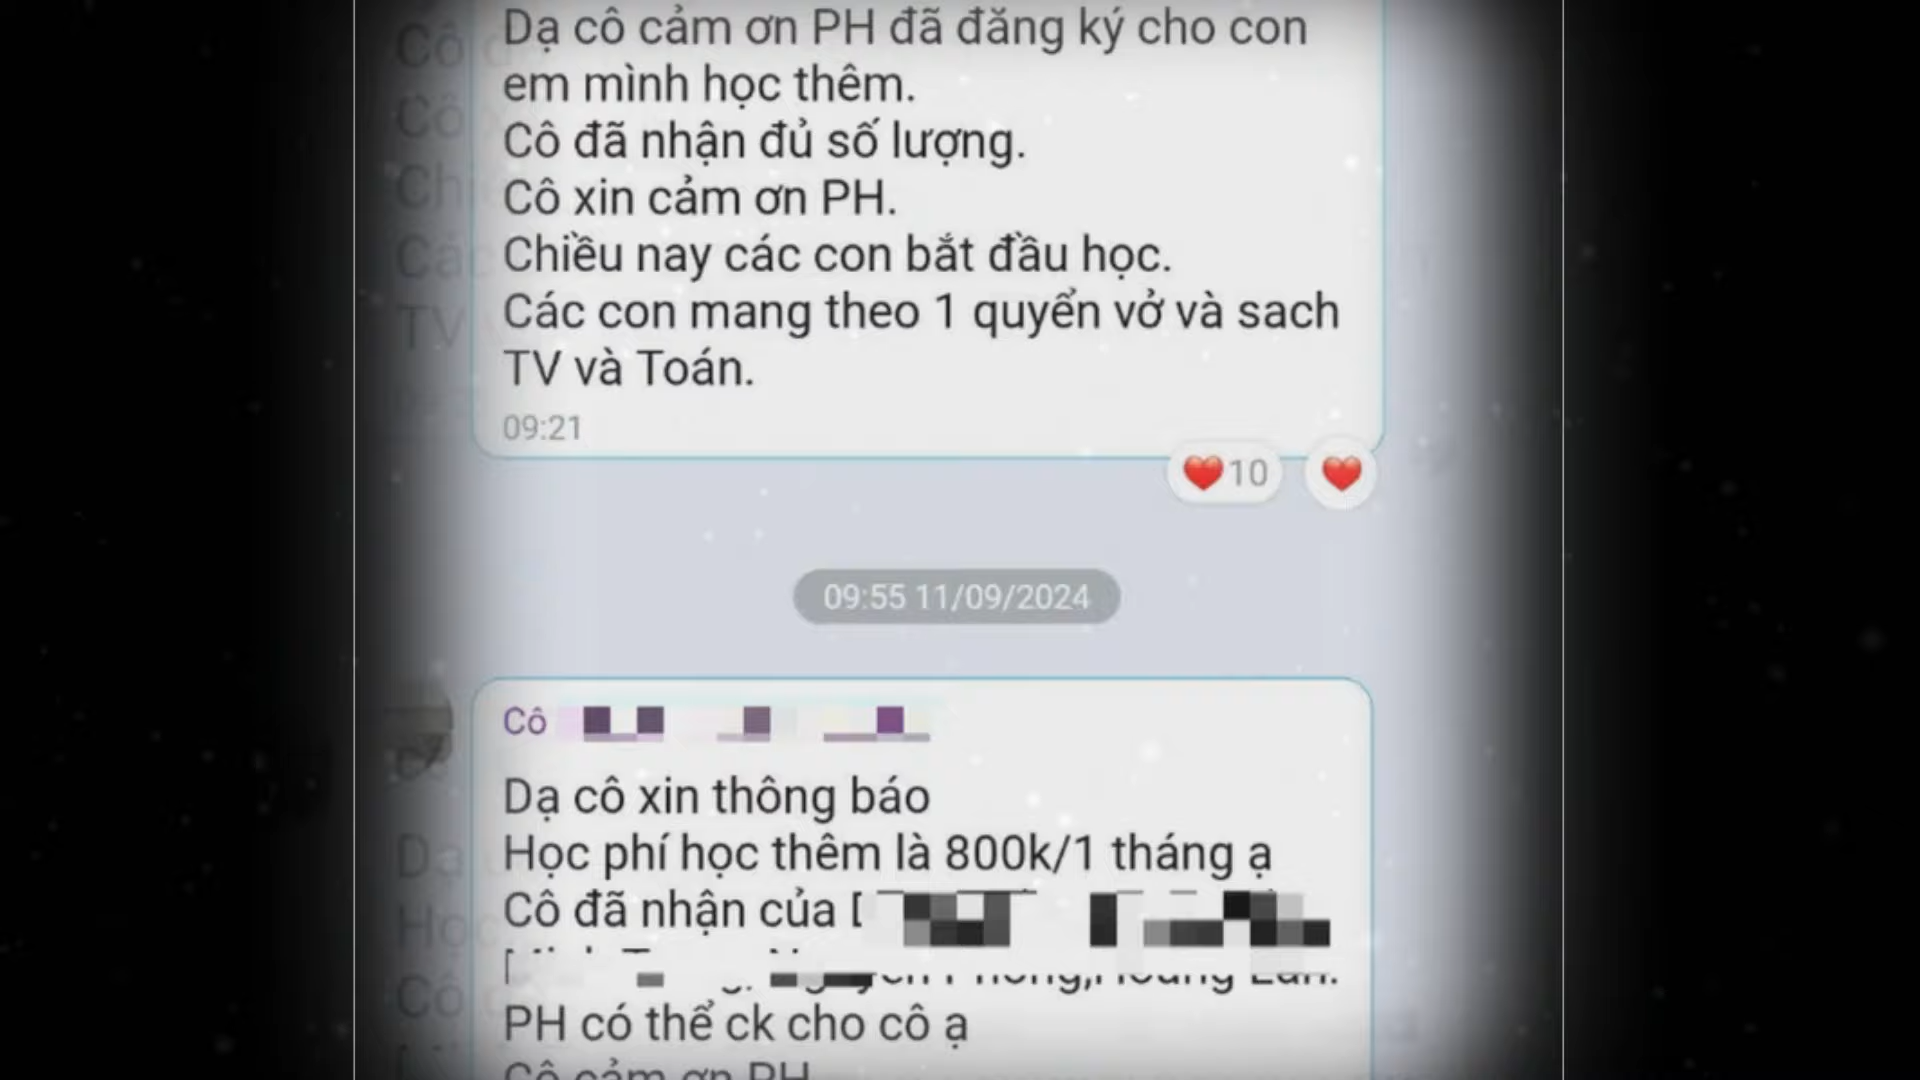 Dạ cô cảm ơn PH đã đăng ký cho con
em mình học thêm.
Cô đã nhận đủ số lượng.
Cô xin cảm ơn PH.
Chiều nay các con bắt đầu học.
Các con mang theo 1 quyển vở và sach
TV và Toán.
09:21
10
09:55 11/09/2024
Cô
Dạ cô xin thông báo
Học phí học thêm là 800k/1 tháng ạ
Cô đã nhận của
PH có thể ck cho cô ạ
Cô cảm ơn PH